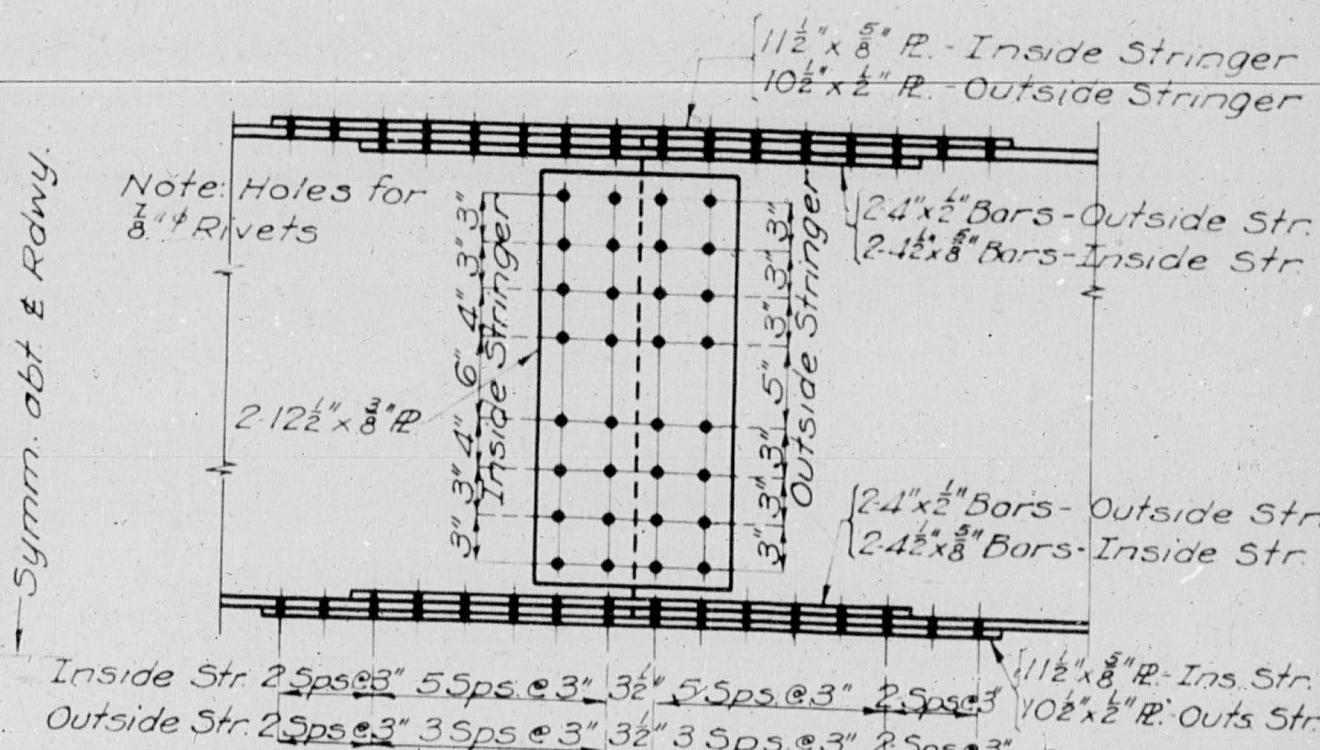 11½" x ⅝" ℙL. - Inside Stringer
10½" x ½" ℙL. - Outside Stringer
Note: Holes for
⅞" φ Rivets
Symm. abt ℄ Rdwy.
3" 3" 4" 6" 4" 3" 3"
Inside Stringer
3" 3" 3" 5" 3" 3" 3"
Outside Stringer
2-4" x ½" Bars - Outside Str.
2-4½" x ⅝" Bars - Inside Str.
2-12½" x ⅜" ℙL
2-4" x ½" Bars - Outside Str.
2-4½" x ⅝" Bars - Inside Str.
11½" x ⅝" ℙL. - Ins. Str.
10½" x ½" ℙL. - Outs Str.
Inside Str. 2 Sps @ 3" 5 Sps. @ 3" 3½" 5 Sps. @ 3" 2 Sps @ 3"
Outside Str. 2 Sps @ 3" 3 Sps @ 3" 3½" 3 Sps. @ 3" 2 Sps @ 3"